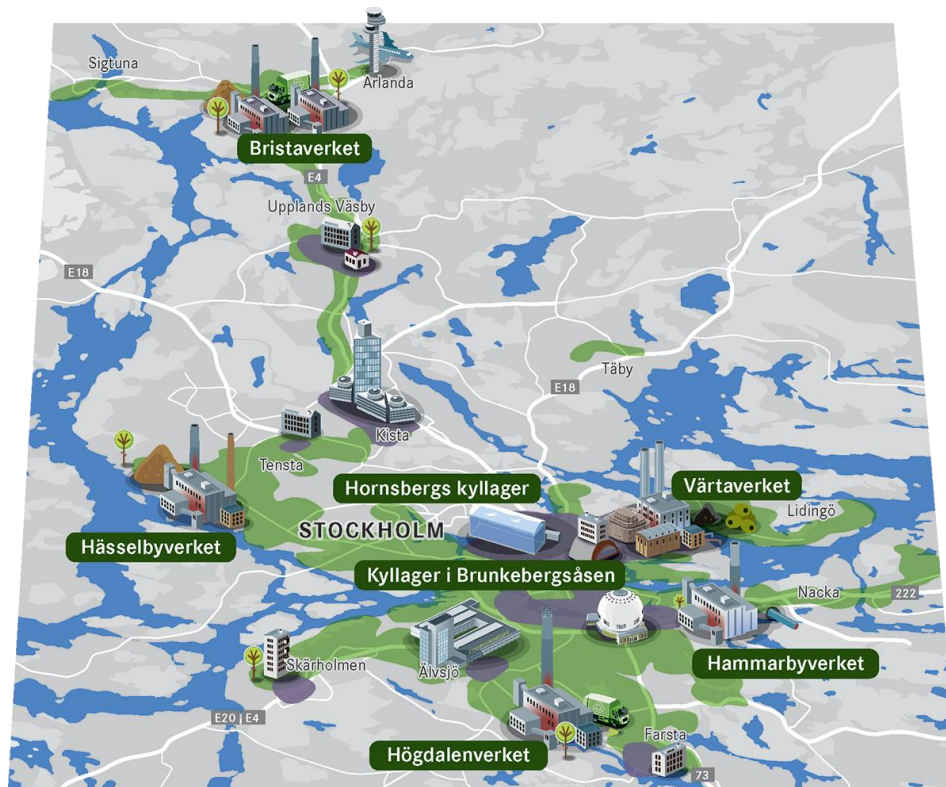 Sigtuna
Arlanda
Bristaverket
E4
Upplands Väsby
E18
Täby
E18
Kista
Tensta
Hornsbergs kyllager
Värtaverket
Lidingö
STOCKHOLM
Hässelbyverket
Kyllager i Brunkebergsåsen
Nacka
222
Skärholmen
Älvsjö
Hammarbyverket
E20 | E4
Högdalenverket
Farsta
73